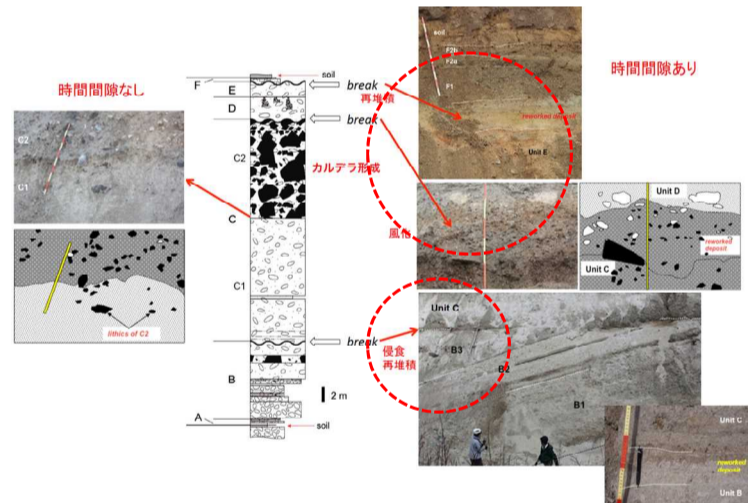 時間間隙なし
C2
C1
lithics of C2
soil
F
E
D
C2
C
C1
B
A
soil
2 m
break
再堆積
break
カルデラ形成
break
侵食
再堆積
風化
時間間隙あり
soil
F2b
F2a
F1
reworked deposit
Unit E
Unit D
reworked
deposit
Unit C
Unit C
B3
B2
B1
Unit C
reworked
deposit
Unit B